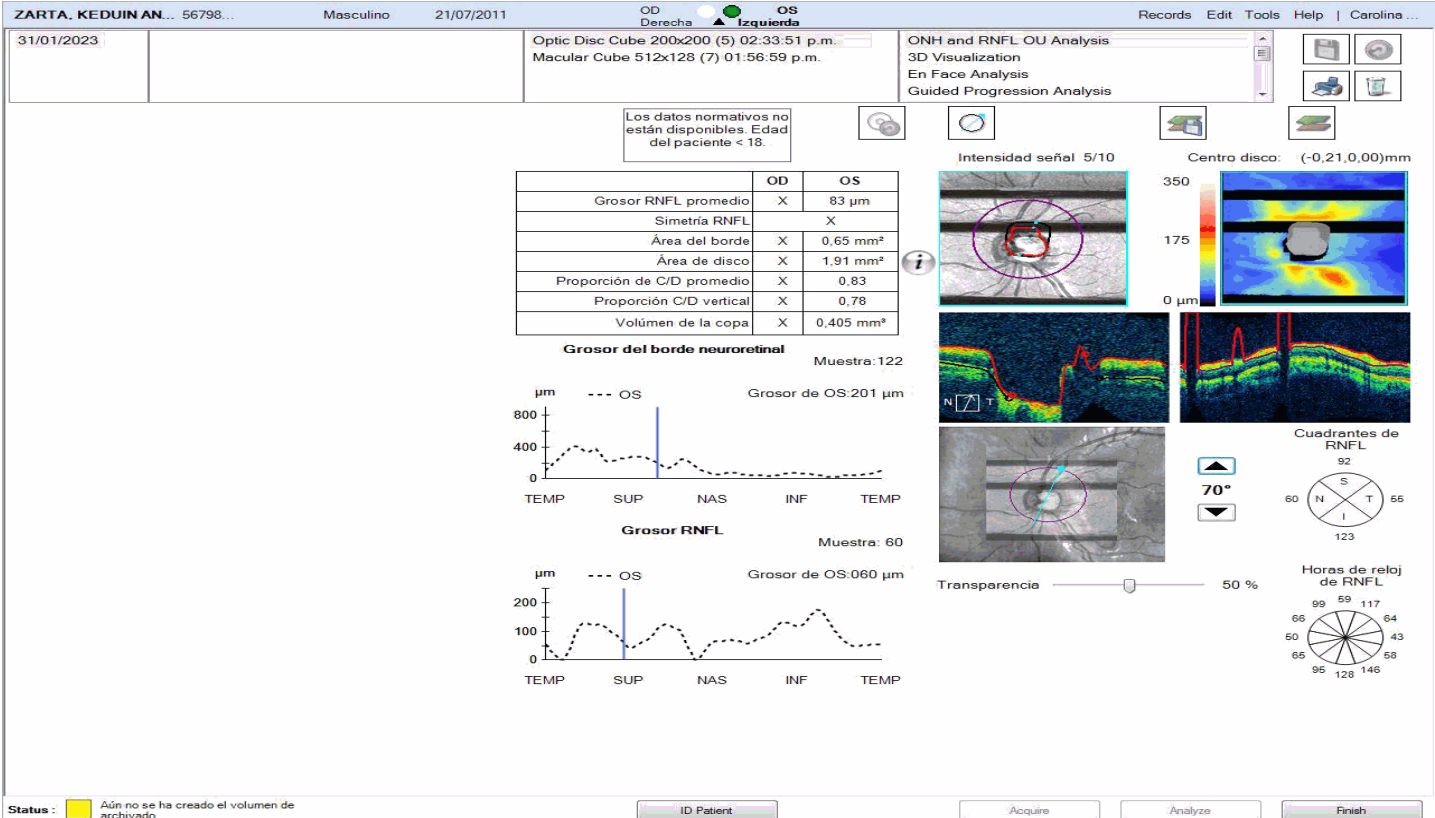 ZARTA, KEDUIN AN... 56798... Masculino 21/07/2011 OD Derecha OS Izquierda Records Edit Tools Help | Carolina ...
31/01/2023
Optic Disc Cube 200x200 (5) 02:33:51 p.m.
Macular Cube 512x128 (7) 01:56:59 p.m.
ONH and RNFL OU Analysis
3D Visualization
En Face Analysis
Guided Progression Analysis
Los datos normativos no
están disponibles. Edad
del paciente < 18.
Intensidad señal 5/10 Centro disco: (-0,21,0,00)mm
OD OS
Grosor RNFL promedio X 83 µm
Simetría RNFL X
Área del borde X 0,65 mm²
Área de disco X 1,91 mm²
Proporción de C/D promedio X 0,83
Proporción C/D vertical X 0,78
Volúmen de la copa X 0,405 mm³
i
350
175
0 µm
Grosor del borde neuroretinal
Muestra:122
µm --- OS Grosor de OS:201 µm
800
400
0
TEMP SUP NAS INF TEMP
N T
Grosor RNFL
Muestra: 60
µm --- OS Grosor de OS:060 µm
200
100
0
TEMP SUP NAS INF TEMP
70°
Transparencia 50 %
Cuadrantes de
RNFL
92
S
60 N T 55
I
123
Horas de reloj
de RNFL
59
99 117
66 64
50 43
65 58
95 146
128
Status : Aún no se ha creado el volumen de
archivado
ID Patient Acquire Analyze Finish